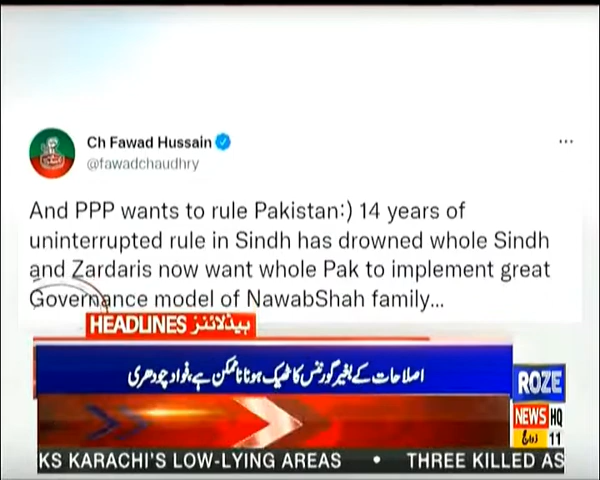 Ch Fawad Hussain
@fawadchaudhry
And PPP wants to rule Pakistan:) 14 years of
uninterrupted rule in Sindh has drowned whole Sindh
and Zardaris now want whole Pak to implement great
Governance model of NawabShah family...
HEADLINES ہیڈلائنز
اصلاحات کے بغیر گورننس کا ٹھیک ہونا ناممکن ہے، فواد چودھری
ROZE
NEWS HQ
11
KS KARACHI'S LOW-LYING AREAS • THREE KILLED AS